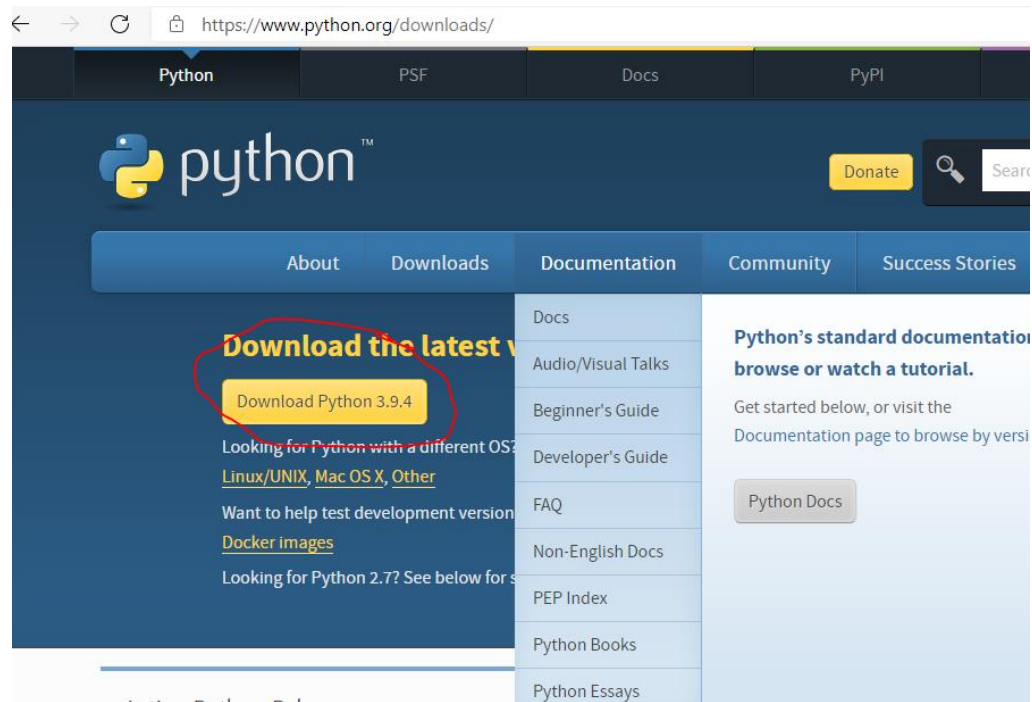 https://www.python.org/downloads/
Python PSF Docs PyPI
python™
Donate
About Downloads Documentation Community Success Stories
Download the latest
Download Python 3.9.4
Looking for Python with a different OS?
Linux/UNIX, Mac OS X, Other
Want to help test development
Docker images
Looking for Python 2.7? See below for
Docs
Audio/Visual Talks
Beginner's Guide
Developer's Guide
FAQ
Non-English Docs
PEP Index
Python Books
Python Essays
Python's standard
browse or watch a tutorial.
Get started below, or visit the
Documentation page to browse by
Python Docs